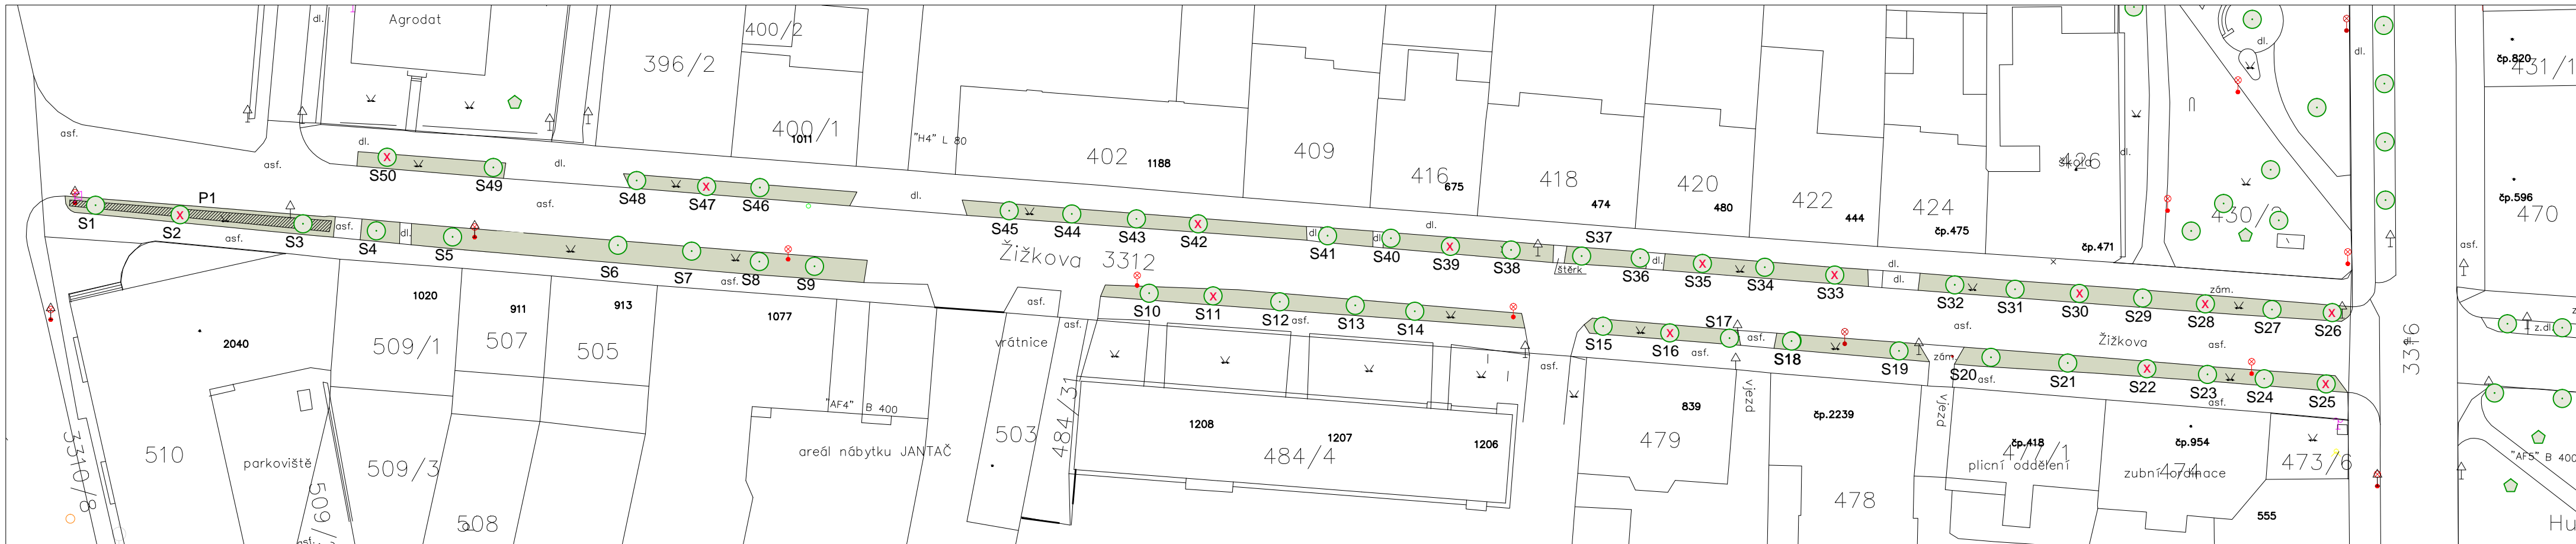 Agrodat
dl.
400/2
396/2
400/1
1011
"H4" L 80
402
1188
409
416
675
418
474
420
480
422
444
424
čp.475
426
škola
čp.471
dl.
dl.
dl.
430/2
čp.820
431/1
čp.596
470
asf.
asf.
asf.
dl.
dl.
dl.
dl.
dl.
S50
S49
S48
S47
S46
S45
S44
S43
S42
S41
S40
S39
S38
S37
S36
S35
S34
S33
S32
S31
S30
S29
S28
S27
S26
dl.
dl.
dl.
dl.
štěrk
zám.
P1
S1
S2
S3
S4
S5
S6
S7
S8
S9
asf.
asf.
dl.
asf.
asf.
Žižkova 3312
S10
S11
S12
S13
S14
asf.
asf.
asf.
S15
S16
S17
S18
S19
S20
S21
S22
S23
S24
S25
asf.
asf.
asf.
asf.
asf.
asf.
asf.
zám.
Žižkova
3316
z.dl.
1020
911
913
1077
2040
509/1
507
505
vrátnice
510
parkoviště
509/3
508
"AF4" B 400
areál nábytku JANTAČ
503
484/31
1208
484/4
1207
1206
3310/8
asf.
479
839
vjezd
čp.2239
478
vjezd
čp.418
477/1
plicní oddělení
čp.954
474
zubní ordinace
473/6
555
"AF5" B 400
Hu